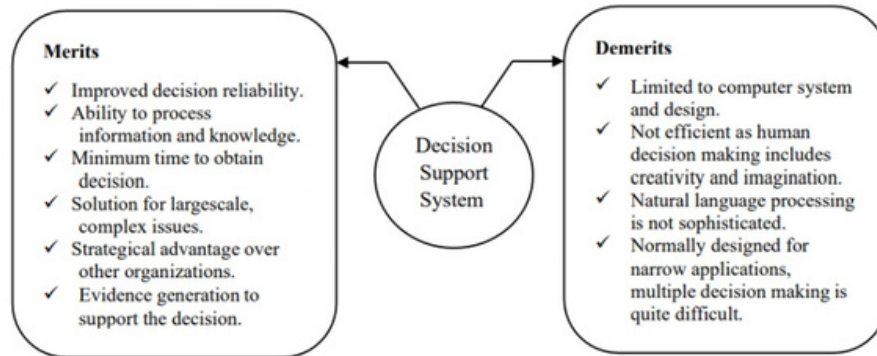 Merits
✓ Improved decision reliability.
✓ Ability to process
information and knowledge.
✓ Minimum time to obtain
decision.
✓ Solution for largescale,
complex issues.
✓ Strategical advantage over
other organizations.
✓ Evidence generation to
support the decision.
Decision
Support
System
Demerits
✓ Limited to computer system
and design.
✓ Not efficient as human
decision making includes
creativity and imagination.
✓ Natural language processing
is not sophisticated.
✓ Normally designed for
narrow applications,
multiple decision making is
quite difficult.